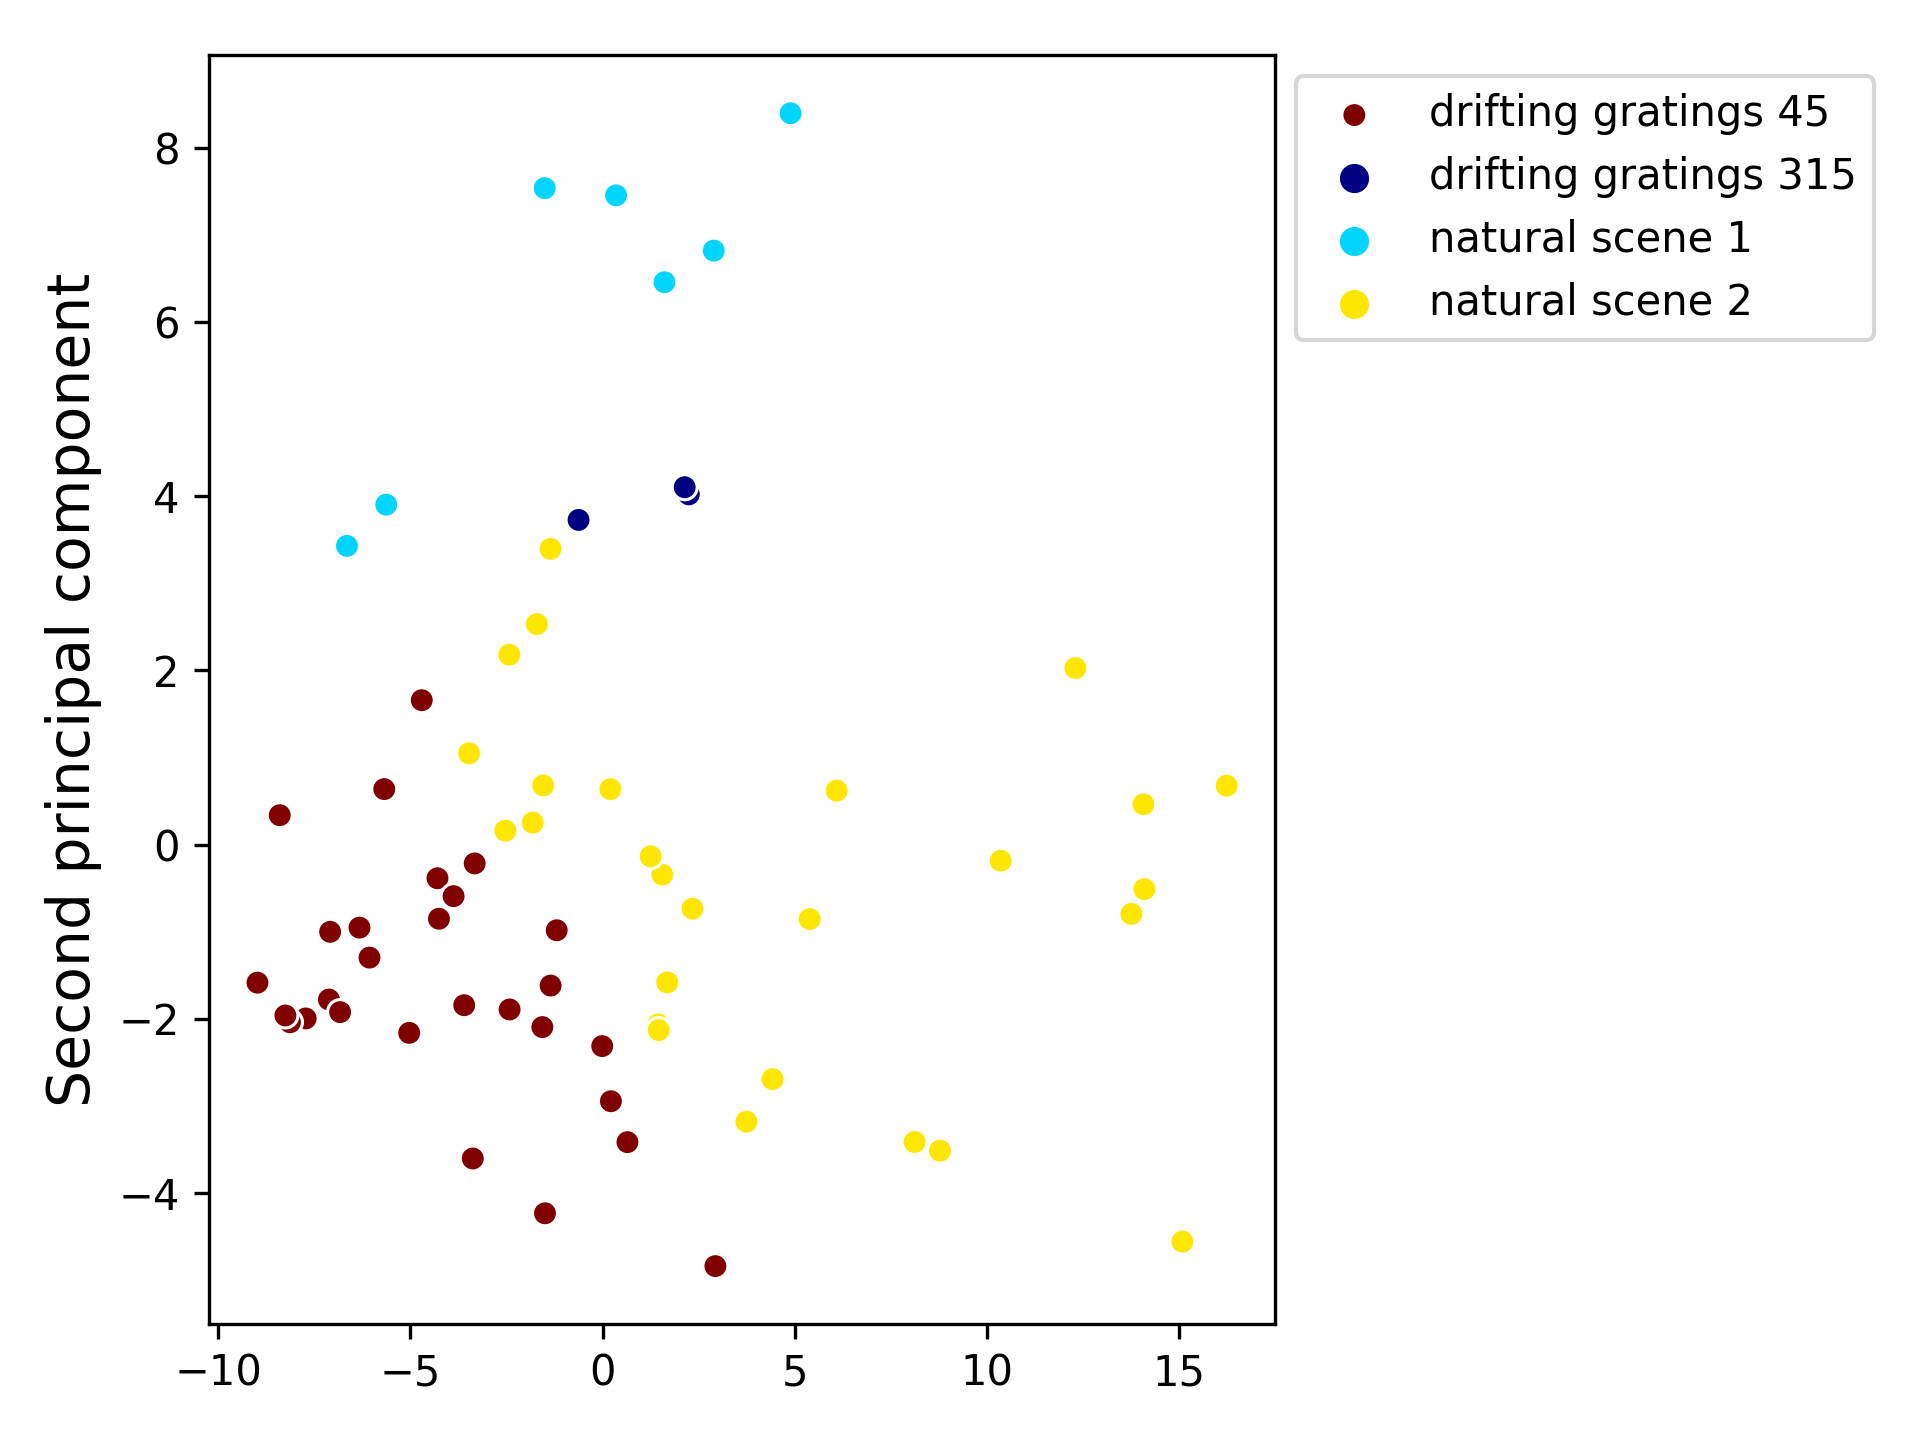 drifting gratings 45
drifting gratings 315
natural scene 1
natural scene 2
Second principal component
8
6
4
2
0
−2
−4
−10 −5 0 5 10 15